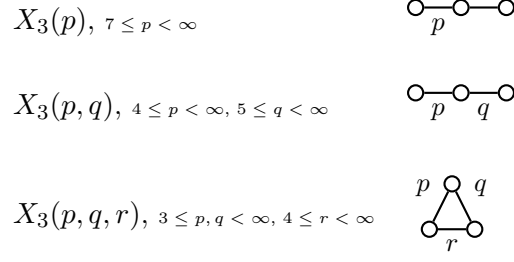 X₃(p), 7 ≤ p < ∞
p
X₃(p, q), 4 ≤ p < ∞, 5 ≤ q < ∞
p q
X₃(p, q, r), 3 ≤ p, q < ∞, 4 ≤ r < ∞
p q
r